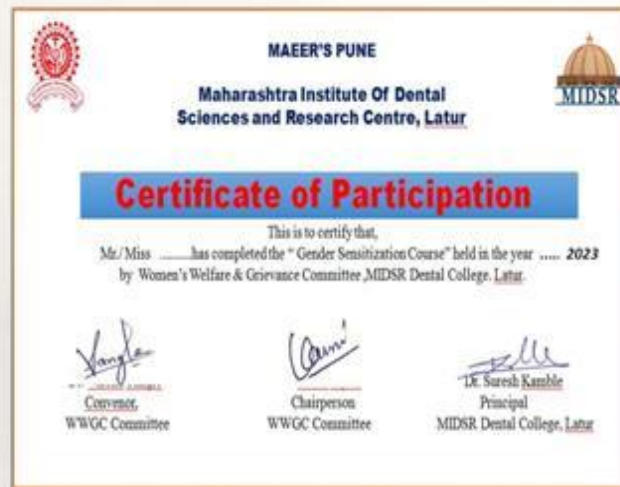 MAEER'S PUNE
MIDSR
Maharashtra Institute Of Dental
Sciences and Research Centre, Latur
Certificate of Participation
This is to certify that,
Mr./Miss ..........has completed the “ Gender Sensitization Course” held in the year ..... 2023
by Women's Welfare & Grievance Committee ,MIDSR Dental College. Latur.
Dr. Suresh Kamble
Convenor, Chairperson Principal
WWGC Committee WWGC Committee MIDSR Dental College, Latur